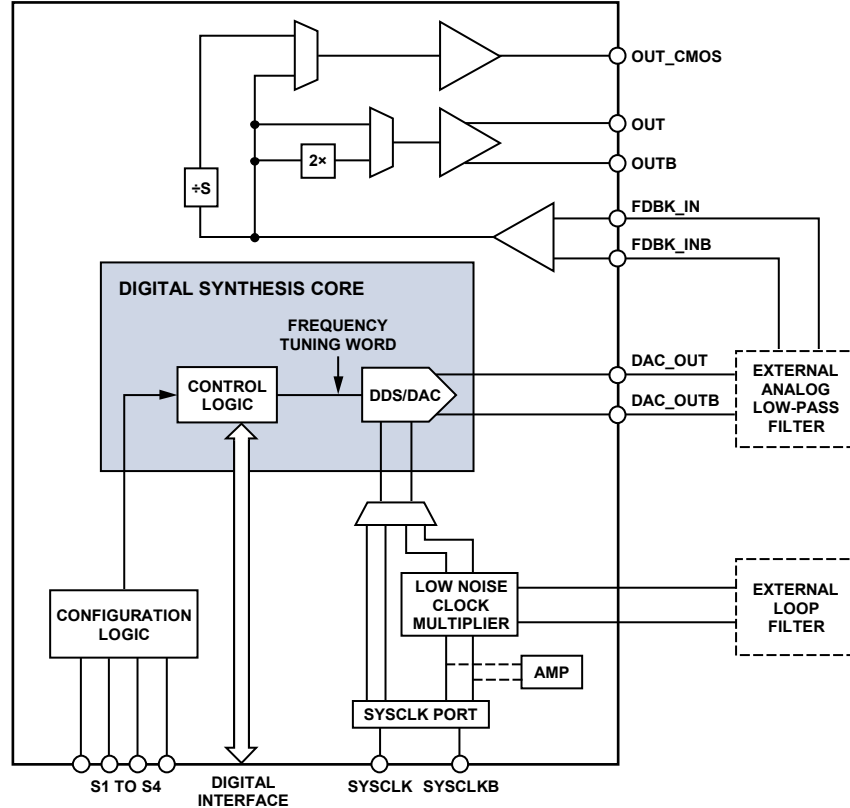 OUT_CMOS
OUT
2×
OUTB
÷S
FDBK_IN
FDBK_INB
DIGITAL SYNTHESIS CORE
FREQUENCY
TUNING WORD
DAC_OUT
EXTERNAL
ANALOG
LOW-PASS
FILTER
CONTROL
LOGIC
DDS/DAC
DAC_OUTB
LOW NOISE
CLOCK
MULTIPLIER
EXTERNAL
LOOP
FILTER
CONFIGURATION
LOGIC
AMP
SYSCLK PORT
S1 TO S4
DIGITAL
INTERFACE
SYSCLK
SYSCLKB